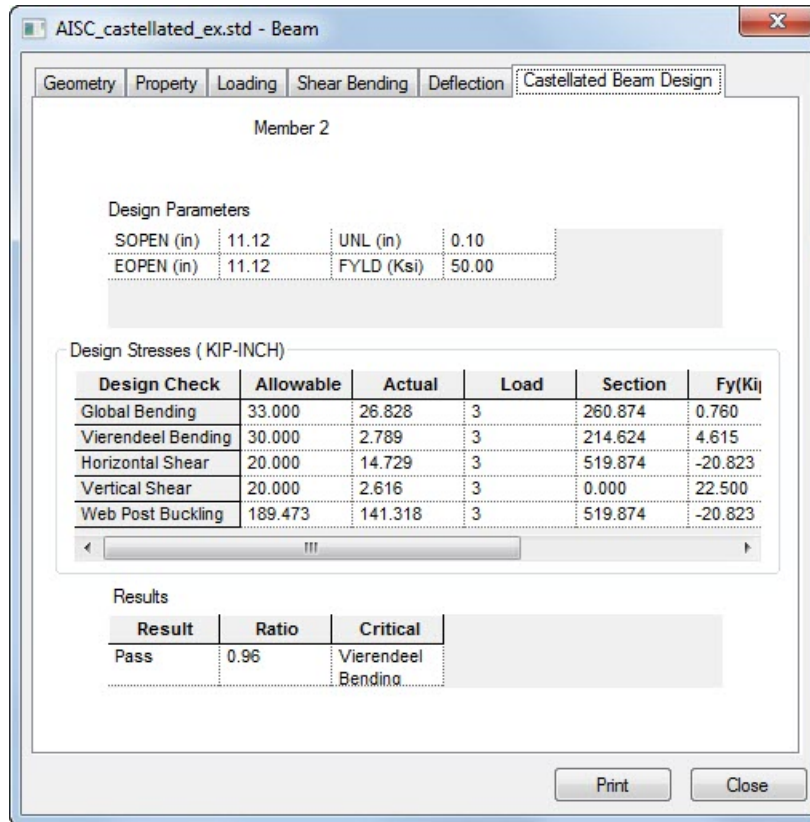 AISC_castellated_ex.std - Beam
Geometry Property Loading Shear Bending Deflection Castellated Beam Design
Member 2
Design Parameters
SOPEN (in) 11.12 UNL (in) 0.10
EOPEN (in) 11.12 FYLD (Ksi) 50.00
Design Stresses ( KIP-INCH)
Design Check Allowable Actual Load Section Fy(Kip
Global Bending 33.000 26.828 3 260.874 0.760
Vierendeel Bending 30.000 2.789 3 214.624 4.615
Horizontal Shear 20.000 14.729 3 519.874 -20.823
Vertical Shear 20.000 2.616 3 0.000 22.500
Web Post Buckling 189.473 141.318 3 519.874 -20.823
Results
Result Ratio Critical
Pass 0.96 Vierendeel
Bending
Print Close